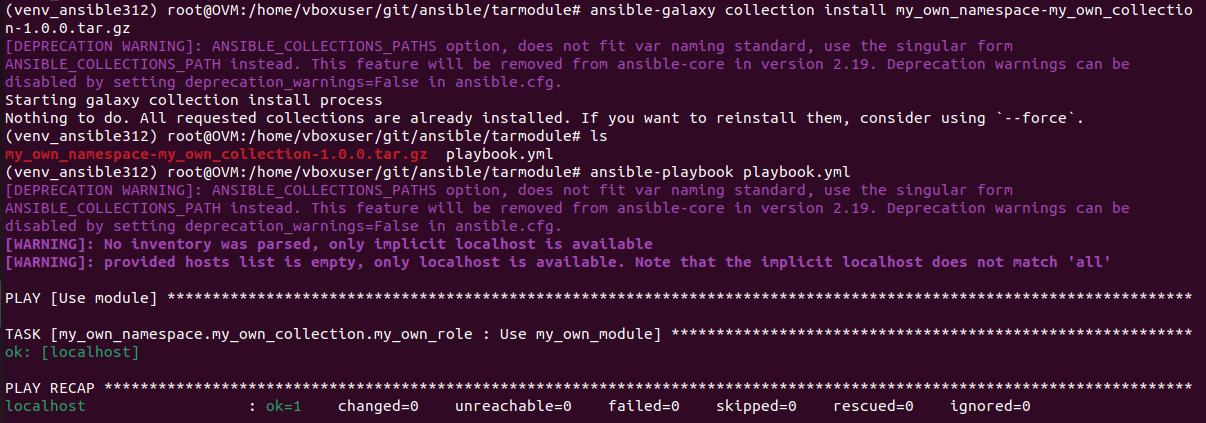 (venv_ansible312) root@OVM:/home/vboxuser/git/ansible/tarmodule# ansible-galaxy collection install my_own_namespace-my_own_collectio
n-1.0.0.tar.gz
[DEPRECATION WARNING]: ANSIBLE_COLLECTIONS_PATHS option, does not fit var naming standard, use the singular form
ANSIBLE_COLLECTIONS_PATH instead. This feature will be removed from ansible-core in version 2.19. Deprecation warnings can be
disabled by setting deprecation_warnings=False in ansible.cfg.
Starting galaxy collection install process
Nothing to do. All requested collections are already installed. If you want to reinstall them, consider using `--force`.
(venv_ansible312) root@OVM:/home/vboxuser/git/ansible/tarmodule# ls
my_own_namespace-my_own_collection-1.0.0.tar.gz  playbook.yml
(venv_ansible312) root@OVM:/home/vboxuser/git/ansible/tarmodule# ansible-playbook playbook.yml
[DEPRECATION WARNING]: ANSIBLE_COLLECTIONS_PATHS option, does not fit var naming standard, use the singular form
ANSIBLE_COLLECTIONS_PATH instead. This feature will be removed from ansible-core in version 2.19. Deprecation warnings can be
disabled by setting deprecation_warnings=False in ansible.cfg.
[WARNING]: No inventory was parsed, only implicit localhost is available
[WARNING]: provided hosts list is empty, only localhost is available. Note that the implicit localhost does not match 'all'
PLAY [Use module] ******************************************************************************************************************
TASK [my_own_namespace.my_own_collection.my_own_role : Use my_own_module] **********************************************************
ok: [localhost]
PLAY RECAP *************************************************************************************************************************
localhost                  : ok=1    changed=0    unreachable=0    failed=0    skipped=0    rescued=0    ignored=0